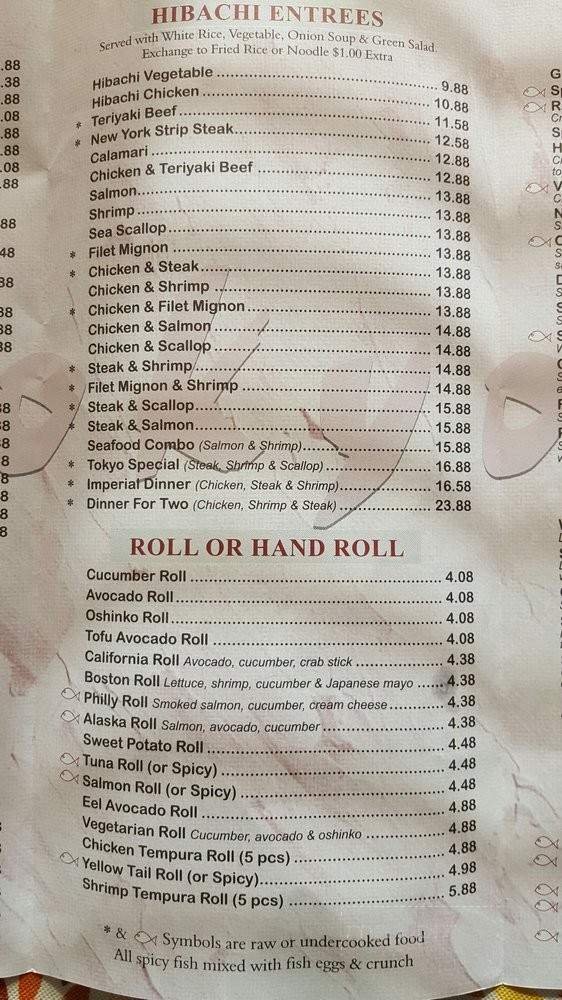 HIBACHI ENTREES
Served with White Rice, Vegetable, Onion Soup & Green Salad.
Exchange to Fried Rice or Noodle $1.00 Extra
Hibachi Vegetable 9.88
Hibachi Chicken 10.88
* Teriyaki Beef 11.58
* New York Strip Steak 12.58
Calamari 12.88
Chicken & Teriyaki Beef 12.88
Salmon 13.88
Shrimp 13.88
Sea Scallop 13.88
* Filet Mignon 13.88
* Chicken & Steak 13.88
Chicken & Shrimp 13.88
* Chicken & Filet Mignon 13.88
Chicken & Salmon 14.88
Chicken & Scallop 14.88
* Steak & Shrimp 14.88
* Filet Mignon & Shrimp 14.88
* Steak & Scallop 15.88
* Steak & Salmon 15.88
Seafood Combo (Salmon & Shrimp) 15.88
* Tokyo Special (Steak, Shrimp & Scallop) 16.88
* Imperial Dinner (Chicken, Steak & Shrimp) 16.58
* Dinner For Two (Chicken, Shrimp & Steak) 23.88
ROLL OR HAND ROLL
Cucumber Roll 4.08
Avocado Roll 4.08
Oshinko Roll 4.08
Tofu Avocado Roll 4.08
California Roll Avocado, cucumber, crab stick 4.38
Boston Roll Lettuce, shrimp, cucumber & Japanese mayo 4.38
Philly Roll Smoked salmon, cucumber, cream cheese 4.38
Alaska Roll Salmon, avocado, cucumber 4.38
Sweet Potato Roll 4.48
Tuna Roll (or Spicy) 4.48
Salmon Roll (or Spicy) 4.48
Eel Avocado Roll 4.88
Vegetarian Roll Cucumber, avocado & oshinko 4.88
Chicken Tempura Roll (5 pcs) 4.88
Yellow Tail Roll (or Spicy) 4.98
Shrimp Tempura Roll (5 pcs) 5.88
* & Symbols are raw or undercooked food
All spicy fish mixed with fish eggs & crunch